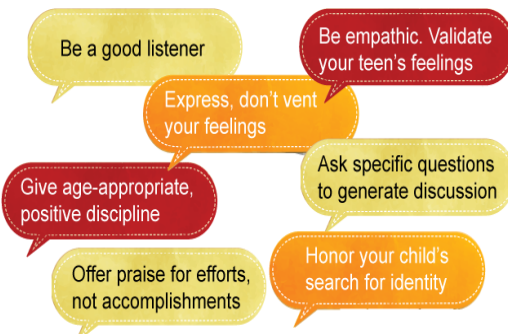 Be a good listener
Be empathic. Validate
your teen's feelings
Express, don't vent
your feelings
Ask specific questions
to generate discussion
Give age-appropriate,
positive discipline
Honor your child's
search for identity
Offer praise for efforts,
not accomplishments